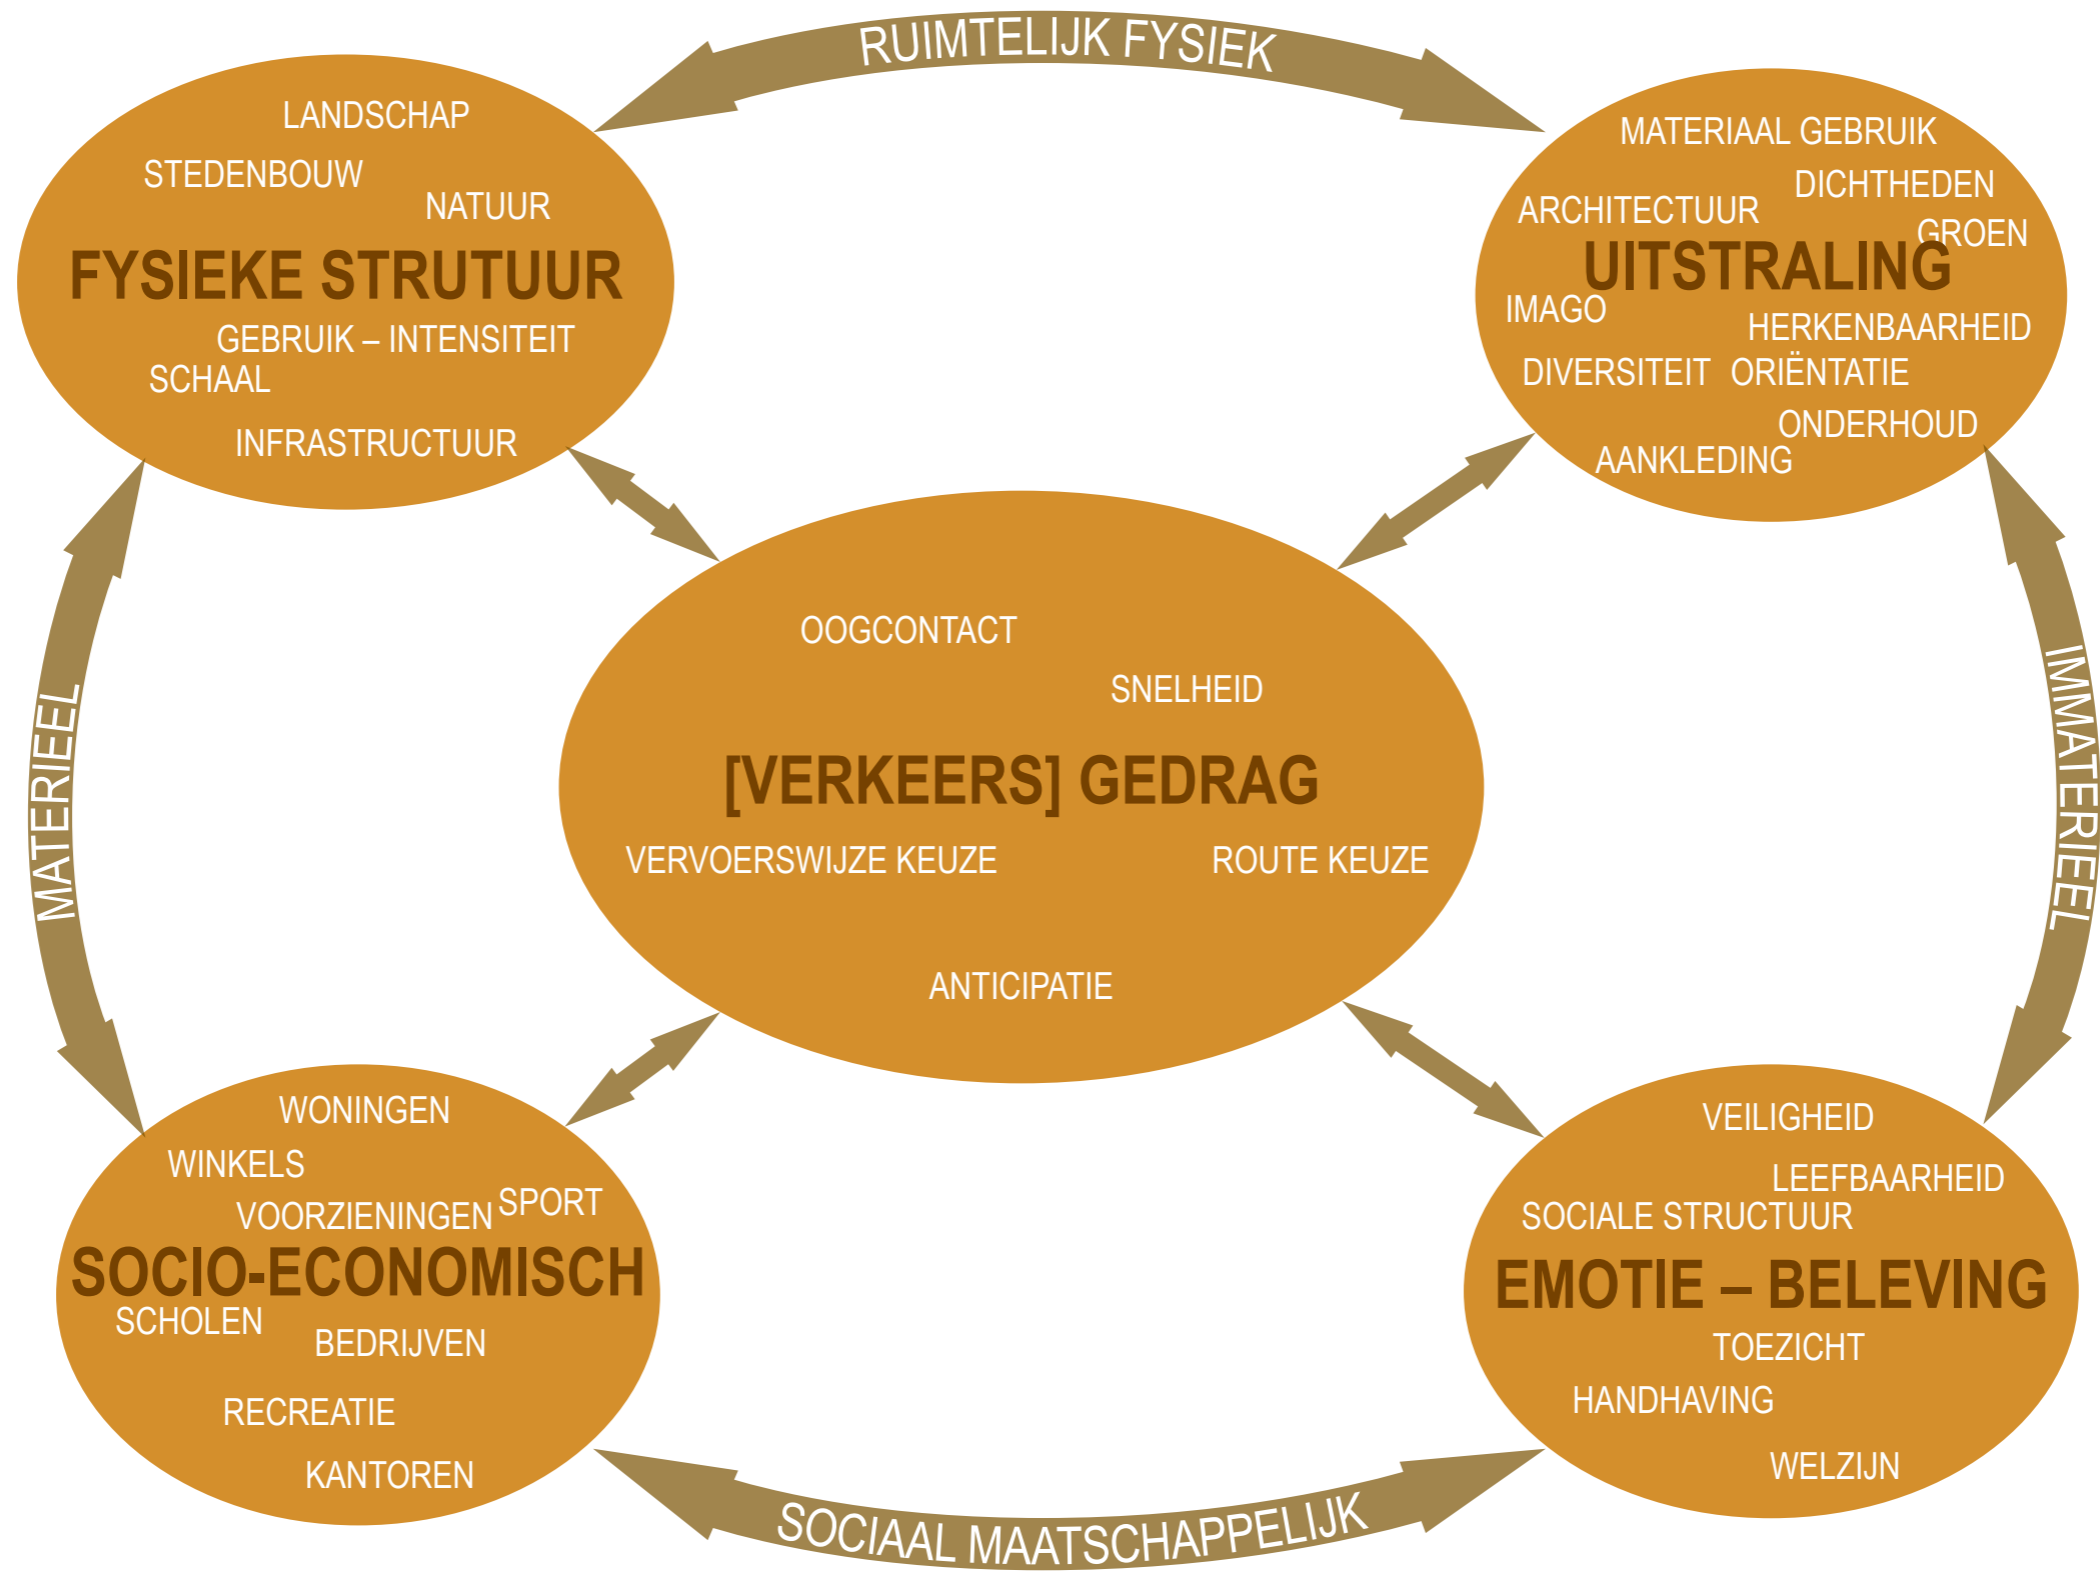 RUIMTELIJK FYSIEK
LANDSCHAP
STEDENBOUW
NATUUR
FYSIEKE STRUTUUR
GEBRUIK – INTENSITEIT
SCHAAL
INFRASTRUCTUUR
MATERIAAL GEBRUIK
DICHTHEDEN
ARCHITECTUUR
GROEN
UITSTRALING
IMAGO
HERKENBAARHEID
DIVERSITEIT ORIËNTATIE
ONDERHOUD
AANKLEDING
MATERIEEL
OOGCONTACT
SNELHEID
[VERKEERS] GEDRAG
VERVOERSWIJZE KEUZE
ROUTE KEUZE
ANTICIPATIE
IMMATERIEEL
WONINGEN
WINKELS
VOORZIENINGEN SPORT
SOCIO-ECONOMISCH
SCHOLEN
BEDRIJVEN
RECREATIE
KANTOREN
VEILIGHEID
LEEFBAARHEID
SOCIALE STRUCTUUR
EMOTIE – BELEVING
TOEZICHT
HANDHAVING
WELZIJN
SOCIAAL MAATSCHAPPELIJK